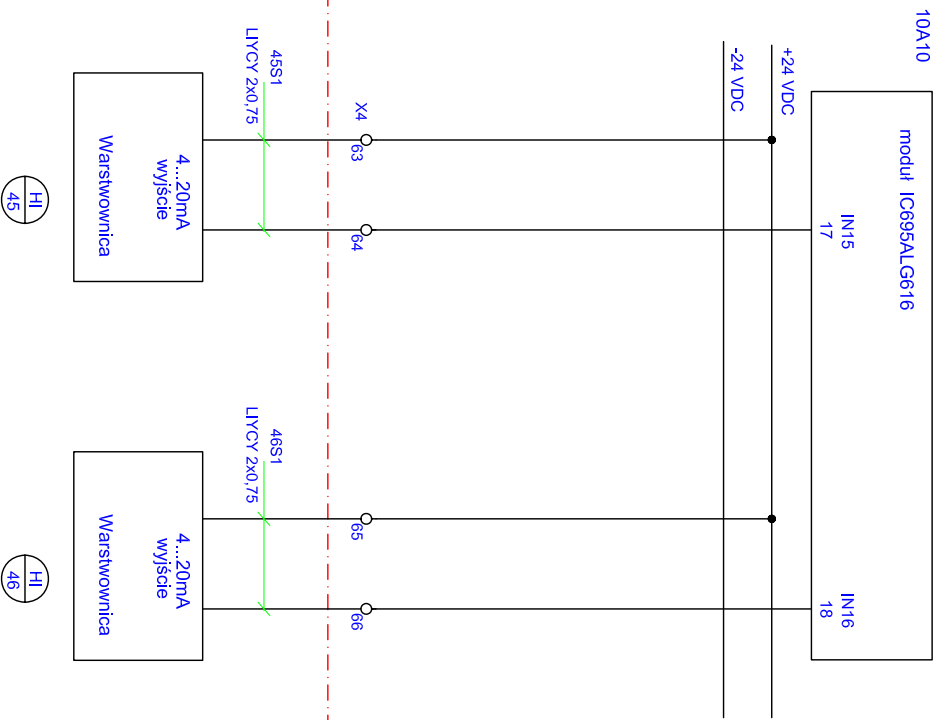 10A10
moduł IC695ALG616
IN15
17
IN16
18
+24 VDC
-24 VDC
X4
63
64
65
66
45S1
LIYCY 2x0,75
46S1
LIYCY 2x0,75
4...20mA
wyjście
Warstwownica
4...20mA
wyjście
Warstwownica
HI
45
HI
46